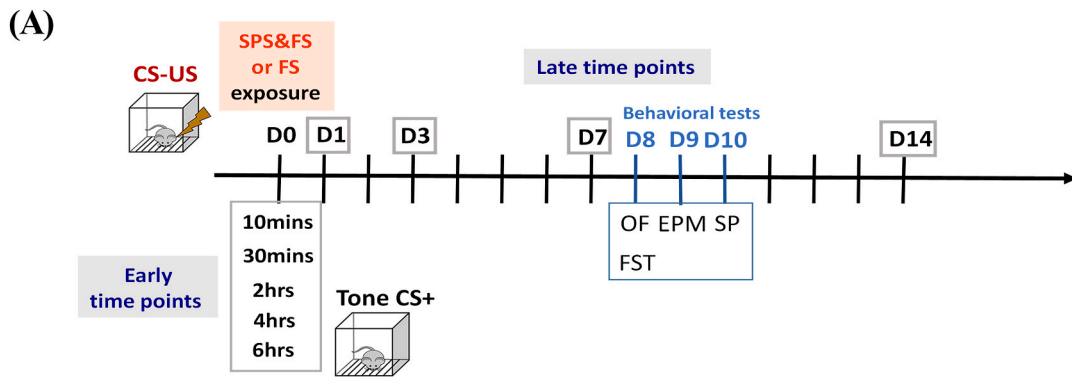 (A)
SPS&FS
or FS
exposure
CS-US
Late time points
Behavioral tests
D0 D1 D3 D7 D8 D9 D10 D14
10mins
30mins
2hrs
4hrs
6hrs
Early
time points
Tone CS+
OF EPM SP
FST